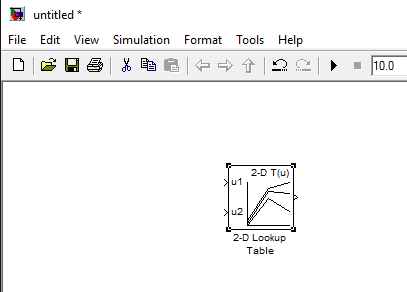 untitled *
File Edit View Simulation Format Tools Help
10.0
2-D T(u)
u1
u2
2-D Lookup
Table